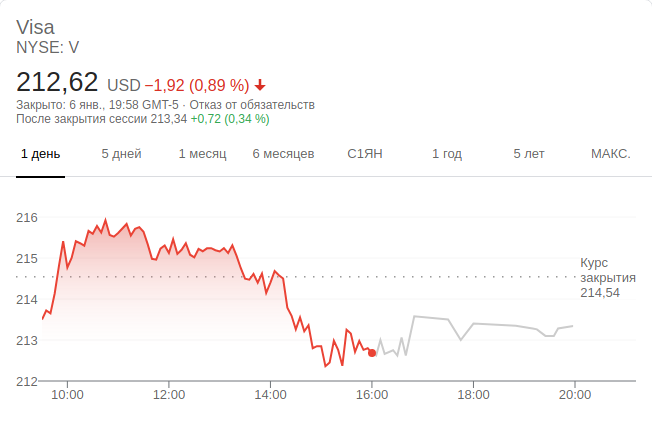 Visa
NYSE: V
212,62 USD −1,92 (0,89 %)
Закрыто: 6 янв., 19:58 GMT-5 · Отказ от обязательств
После закрытия сессии 213,34 +0,72 (0,34 %)
1 день 5 дней 1 месяц 6 месяцев С1ЯН 1 год 5 лет МАКС.
216
215
Курс
закрытия
214,54
214
213
212
10:00 12:00 14:00 16:00 18:00 20:00